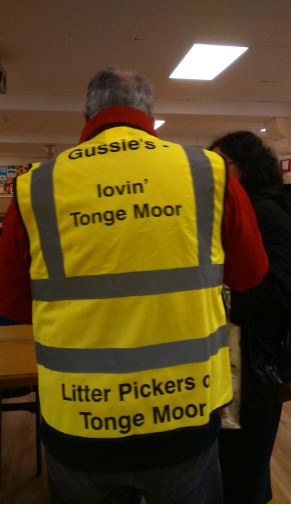 Gussie's -
lovin'
Tonge Moor
Litter Pickers o
Tonge Moor